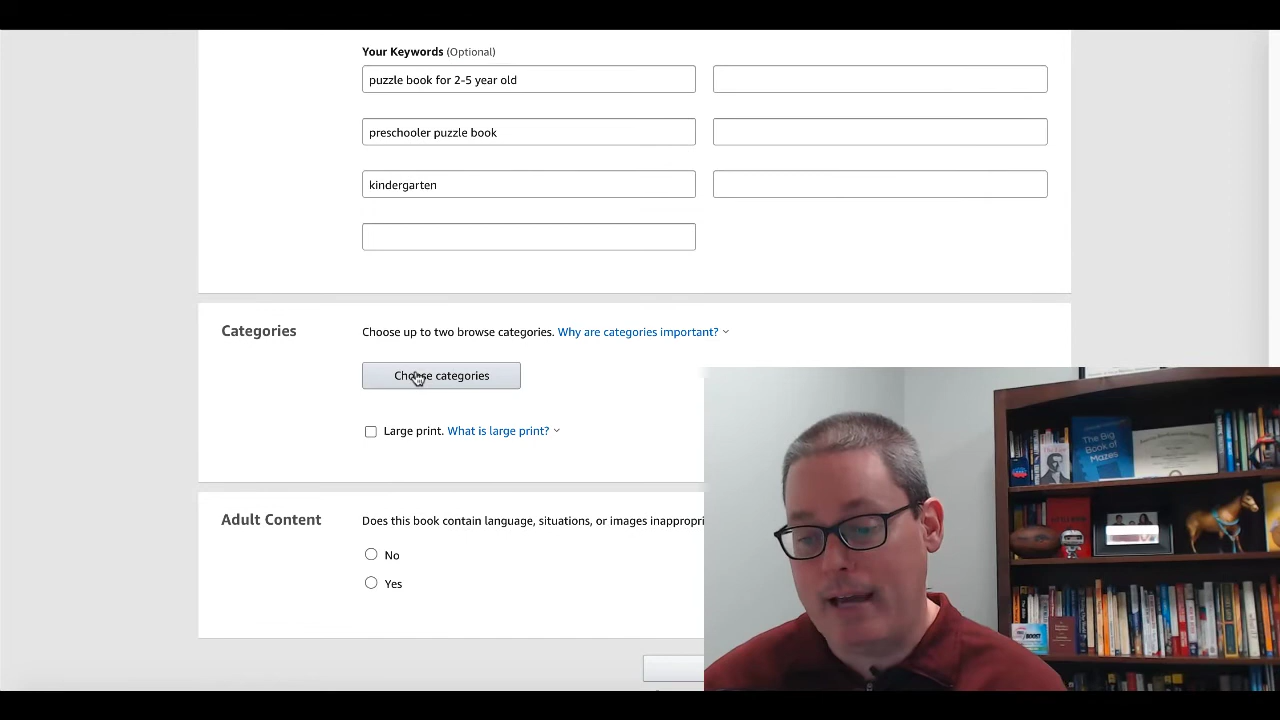 Your Keywords (Optional)
puzzle book for 2-5 year old
preschooler puzzle book
kindergarten
Categories
Choose up to two browse categories. Why are categories important?
Choose categories
Large print. What is large print?
Adult Content
Does this book contain language, situations, or images inappropri
No
Yes
The Big
Book of
Mazes